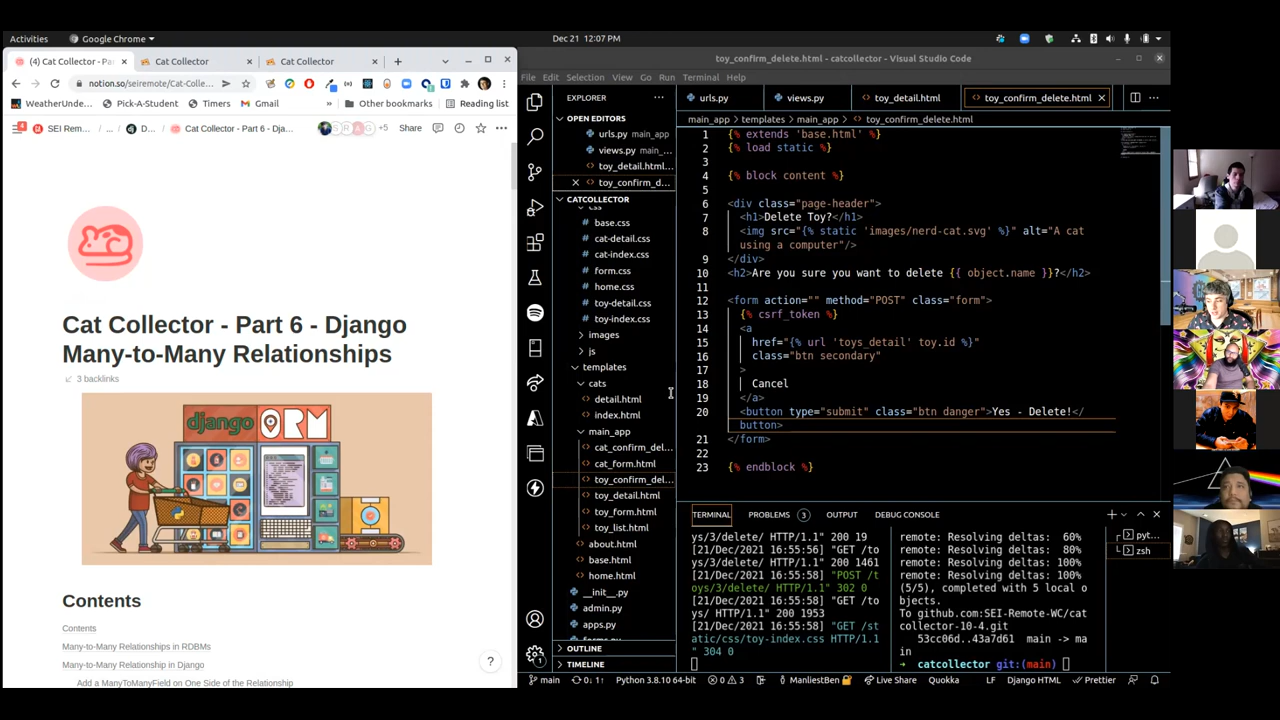 Activities
Google Chrome
Dec 21 12:07 PM
(4) Cat Collector - Pa
Cat Collector
Cat Collector
notion.so/seiremote/Cat-Colle...
WeatherUnde...
Pick-A-Student
Timers
Gmail
»
Other bookmarks
Reading list
SEI Rem...
/ ... /
D...
/
Cat Collector - Part 6 - Dja...
+5
Share
Cat Collector - Part 6 - Django
Many-to-Many Relationships
3 backlinks
django
ORM
Contents
Contents
Many-to-Many Relationships in RDBMs
Many-to-Many Relationship in Django
Add a ManyToManyField on One Side of the Relationship
?
toy_confirm_delete.html - catcollector - Visual Studio Code
File Edit Selection View Go Run Terminal Help
EXPLORER
OPEN EDITORS
urls.py main_app
views.py main_...
toy_detail.html...
toy_confirm_d...
CATCOLLECTOR
css
# base.css
# cat-detail.css
# cat-index.css
# form.css
# home.css
# toy-detail.css
# toy-index.css
images
js
templates
cats
detail.html
index.html
main_app
cat_confirm_del...
cat_form.html
toy_confirm_del...
toy_detail.html
toy_form.html
toy_list.html
about.html
base.html
home.html
__init__.py
admin.py
apps.py
OUTLINE
TIMELINE
urls.py
views.py
toy_detail.html
toy_confirm_delete.html
main_app > templates > main_app > toy_confirm_delete.html
1 {% extends 'base.html' %}
2 {% load static %}
3
4 {% block content %}
5
6 <div class="page-header">
7 <h1>Delete Toy?</h1>
8 <img src="{% static 'images/nerd-cat.svg' %}" alt="A cat
using a computer"/>
9 </div>
10 <h2>Are you sure you want to delete {{ object.name }}?</h2>
11
12 <form action="" method="POST" class="form">
13 {% csrf_token %}
14 <a
15 href="{% url 'toys_detail' toy.id %}"
16 class="btn secondary"
17 >
18 Cancel
19 </a>
20 <button type="submit" class="btn danger">Yes - Delete!</
button>
21 </form>
22
23 {% endblock %}
TERMINAL
PROBLEMS 3
OUTPUT
DEBUG CONSOLE
ys/3/delete/ HTTP/1.1" 200 19
[21/Dec/2021 16:55:56] "GET /to
ys/3/delete/ HTTP/1.1" 200 1461
[21/Dec/2021 16:55:58] "POST /t
oys/3/delete/ HTTP/1.1" 302 0
[21/Dec/2021 16:55:58] "GET /to
ys/ HTTP/1.1" 200 1953
[21/Dec/2021 16:55:58] "GET /st
atic/css/toy-index.css HTTP/1.1
" 304 0
remote: Resolving deltas: 60%
remote: Resolving deltas: 80%
remote: Resolving deltas: 100%
remote: Resolving deltas: 100%
(5/5), completed with 5 local o
bjects.
To github.com:SEI-Remote-WC/cat
collector-10-4.git
53cc06d..43a7d61 main -> ma
in
→ catcollector git:(main)
pyt...
zsh
main
0↓ 1↑
Python 3.8.10 64-bit
0 3
ManliestBen
Live Share
Quokka
LF
Django HTML
Prettier